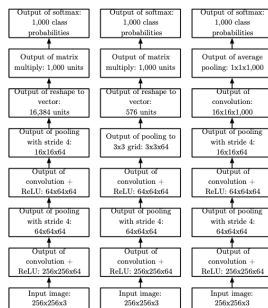 Output of softmax:
1,000 class
probabilities
Output of matrix
multiply: 1,000 units
Output of reshape to
vector:
16,384 units
Output of pooling
with stride 4:
16x16x64
Output of
convolution +
ReLU: 64x64x64
Output of pooling
with stride 4:
64x64x64
Output of
convolution +
ReLU: 256x256x64
Input image:
256x256x3
Output of softmax:
1,000 class
probabilities
Output of matrix
multiply: 1,000 units
Output of reshape to
vector:
576 units
Output of pooling to
3x3 grid: 3x3x64
Output of
convolution +
ReLU: 64x64x64
Output of pooling
with stride 4:
64x64x64
Output of
convolution +
ReLU: 256x256x64
Input image:
256x256x3
Output of softmax:
1,000 class
probabilities
Output of average
pooling: 1x1x1,000
Output of
convolution:
16x16x1,000
Output of pooling
with stride 4:
16x16x64
Output of
convolution +
ReLU: 64x64x64
Output of pooling
with stride 4:
64x64x64
Output of
convolution +
ReLU: 256x256x64
Input image:
256x256x3